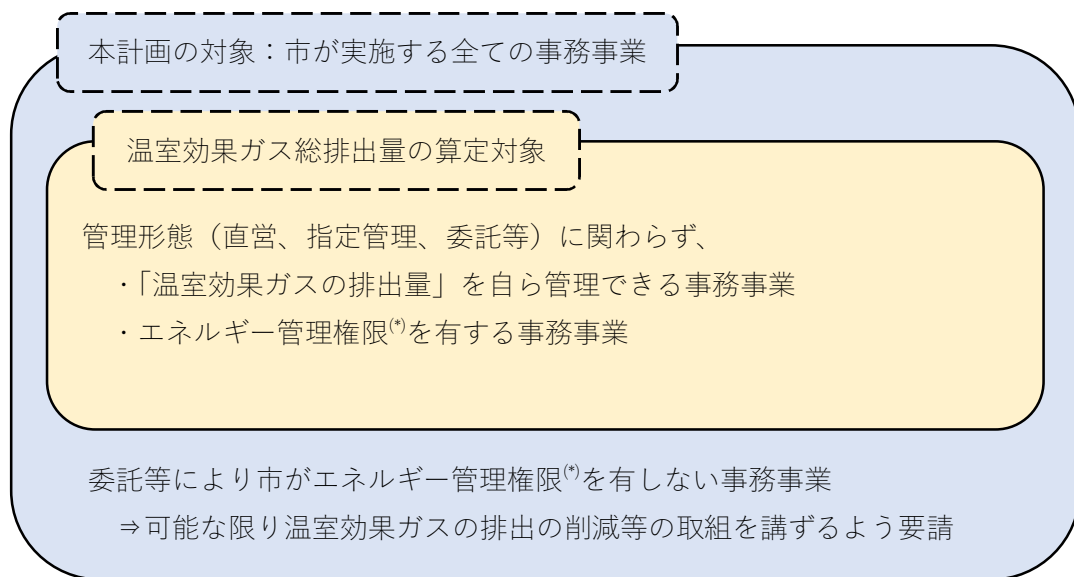 本計画の対象：市が実施する全ての事務事業
温室効果ガス総排出量の算定対象
管理形態（直営、指定管理、委託等）に関わらず、
・「温室効果ガスの排出量」を自ら管理できる事務事業
・エネルギー管理権限(*)を有する事務事業
委託等により市がエネルギー管理権限(*)を有しない事務事業
⇒可能な限り温室効果ガスの排出の削減等の取組を講ずるよう要請